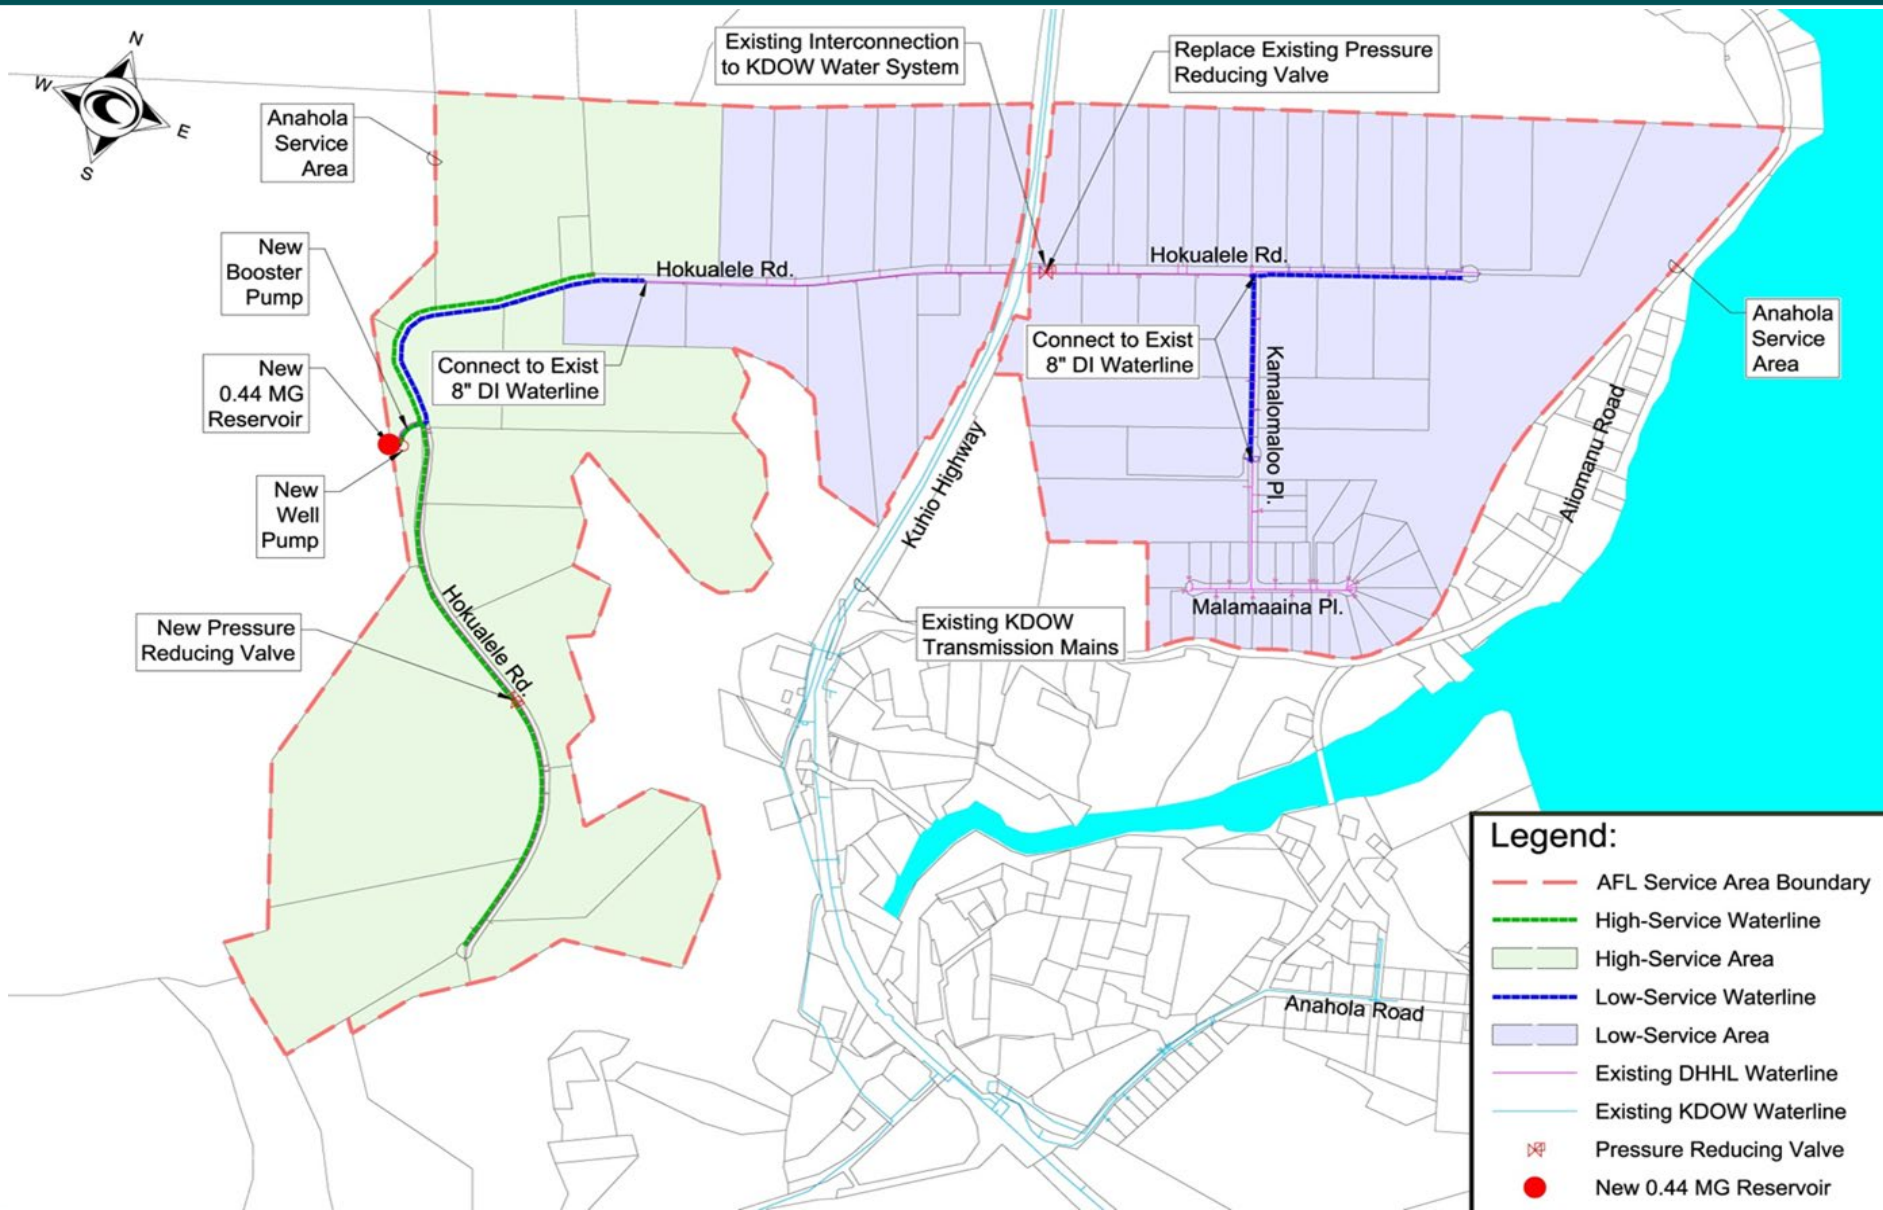 N
W
E
S
Existing Interconnection
to KDOW Water System
Replace Existing Pressure
Reducing Valve
Anahola
Service
Area
New
Booster
Pump
Hokualele Rd.
Hokualele Rd.
Anahola
Service
Area
New
0.44 MG
Reservoir
Connect to Exist
8" DI Waterline
Connect to Exist
8" DI Waterline
Kamalomaloo Pl.
Aliomanu Road
Kuhio Highway
New
Well
Pump
Hokualele Rd.
Malamaaina Pl.
New Pressure
Reducing Valve
Existing KDOW
Transmission Mains
Anahola Road
Legend:
AFL Service Area Boundary
High-Service Waterline
High-Service Area
Low-Service Waterline
Low-Service Area
Existing DHHL Waterline
Existing KDOW Waterline
Pressure Reducing Valve
New 0.44 MG Reservoir